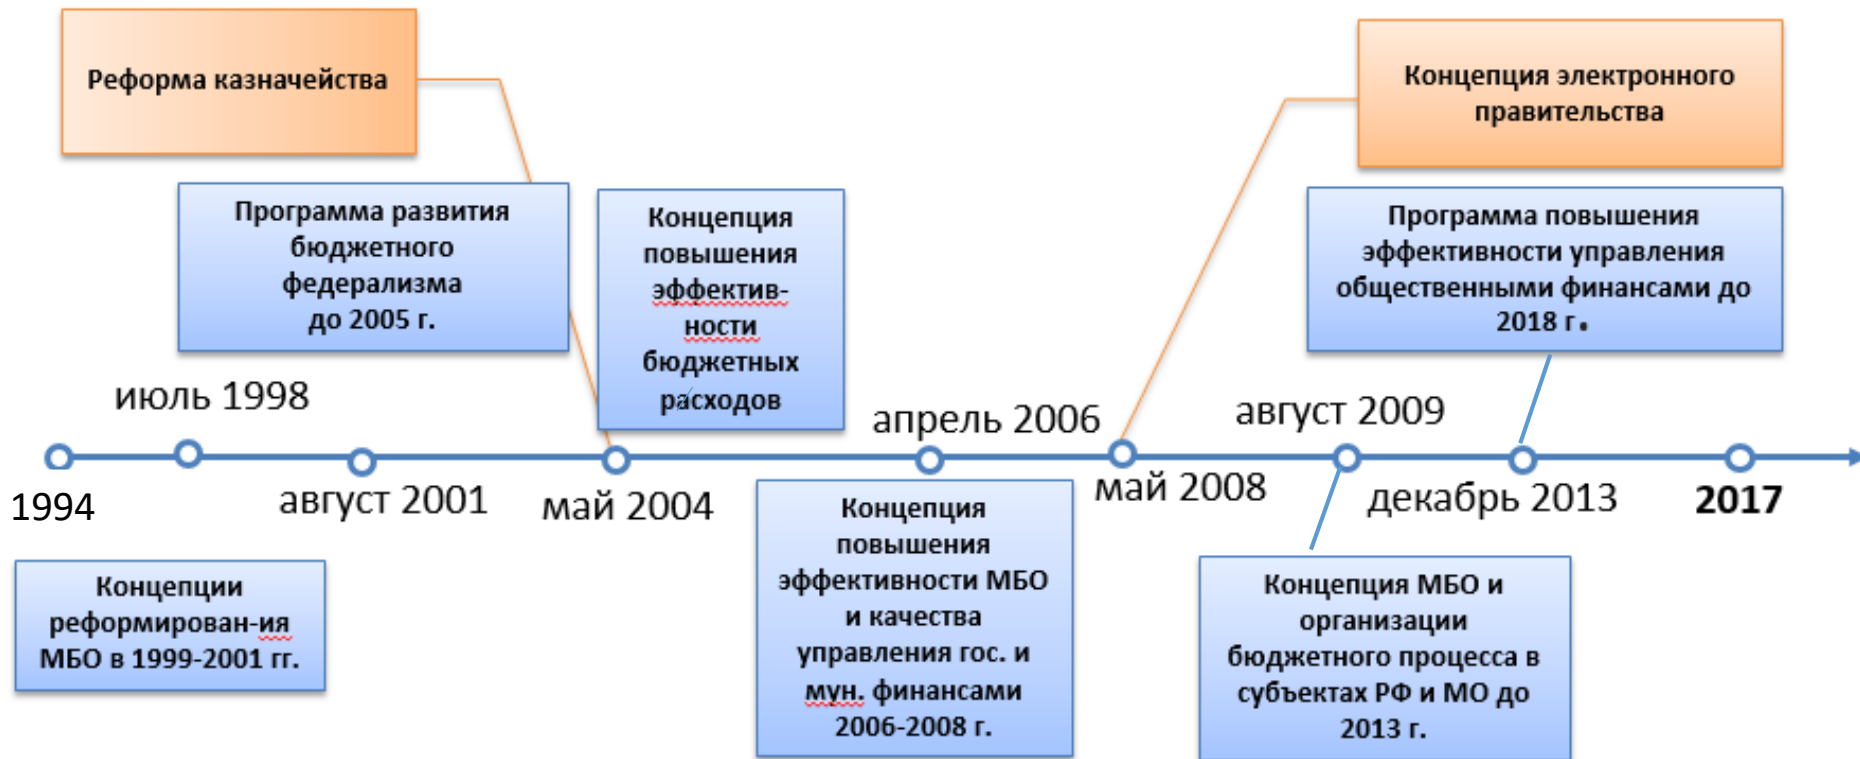 Реформа казначейства
Концепция электронного
правительства
Программа развития
бюджетного
федерализма
до 2005 г.
Концепция
повышения
эффектив-
ности
бюджетных
расходов
Программа повышения
эффективности управления
общественными финансами до
2018 г.
июль 1998
апрель 2006
август 2009
1994
август 2001
май 2004
май 2008
декабрь 2013
2017
Концепции
реформирован-ия
МБО в 1999-2001 гг.
Концепция
повышения
эффективности МБО
и качества
управления гос. и
мун. финансами
2006-2008 г.
Концепция МБО и
организации
бюджетного процесса в
субъектах РФ и МО до
2013 г.